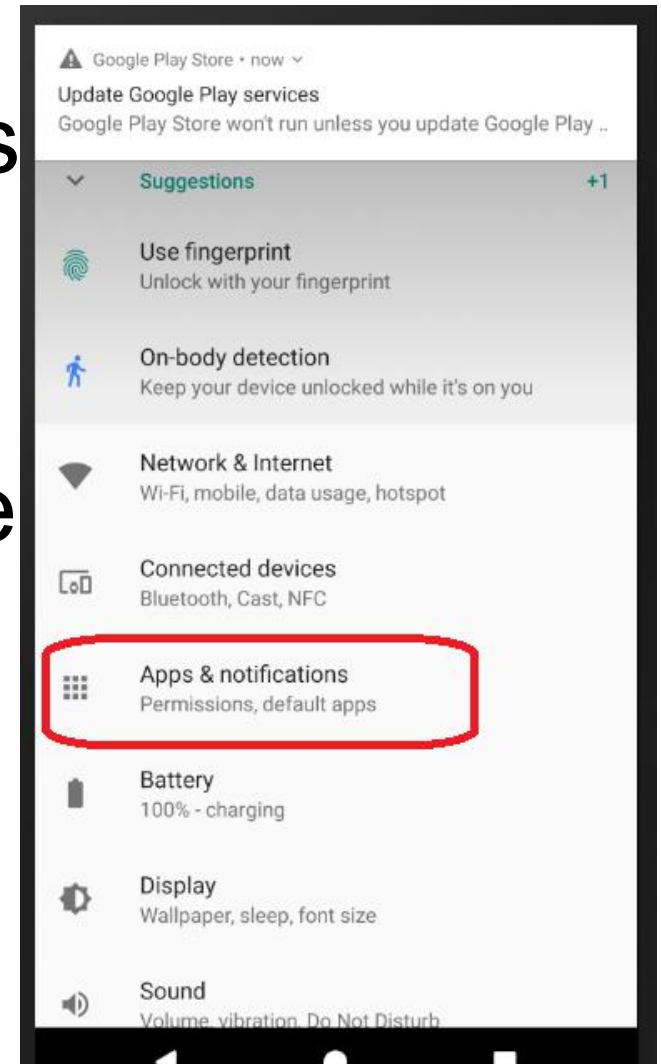 Google Play Store • now
Update Google Play services
Google Play Store won't run unless you update Google Play ..
s
Suggestions +1
Use fingerprint
Unlock with your fingerprint
On-body detection
Keep your device unlocked while it's on you
Network & Internet
Wi-Fi, mobile, data usage, hotspot
e
Connected devices
Bluetooth, Cast, NFC
Apps & notifications
Permissions, default apps
Battery
100% - charging
Display
Wallpaper, sleep, font size
Sound
Volume, vibration, Do Not Disturb